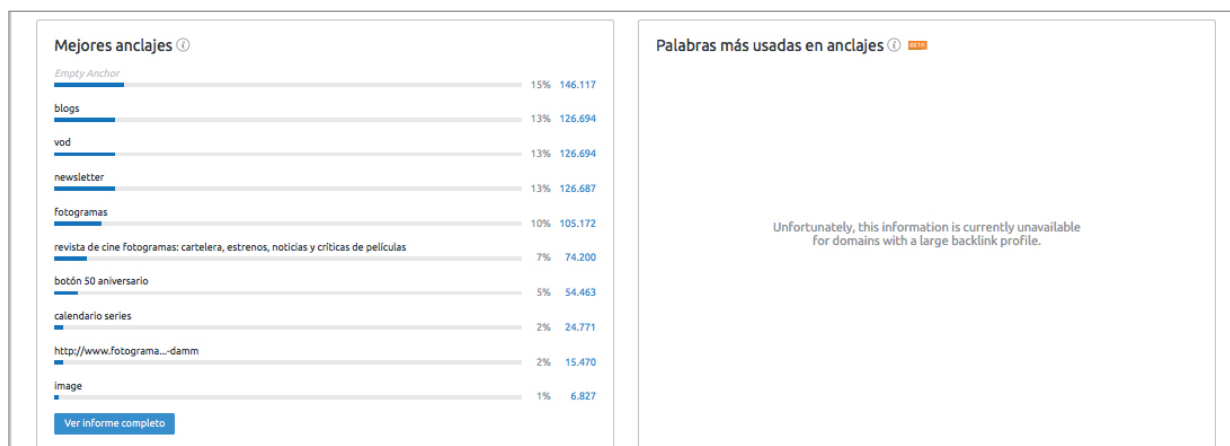 Mejores anclajes
Empty Anchor
15% 146.117
blogs
13% 126.694
vod
13% 126.694
newsletter
13% 126.687
fotogramas
10% 105.172
revista de cine fotogramas: cartelera, estrenos, noticias y críticas de películas
7% 74.200
botón 50 aniversario
5% 54.463
calendario series
2% 24.771
http://www.fotograma...-damm
2% 15.470
image
1% 6.827
Ver informe completo
Palabras más usadas en anclajes BETA
Unfortunately, this information is currently unavailable
for domains with a large backlink profile.